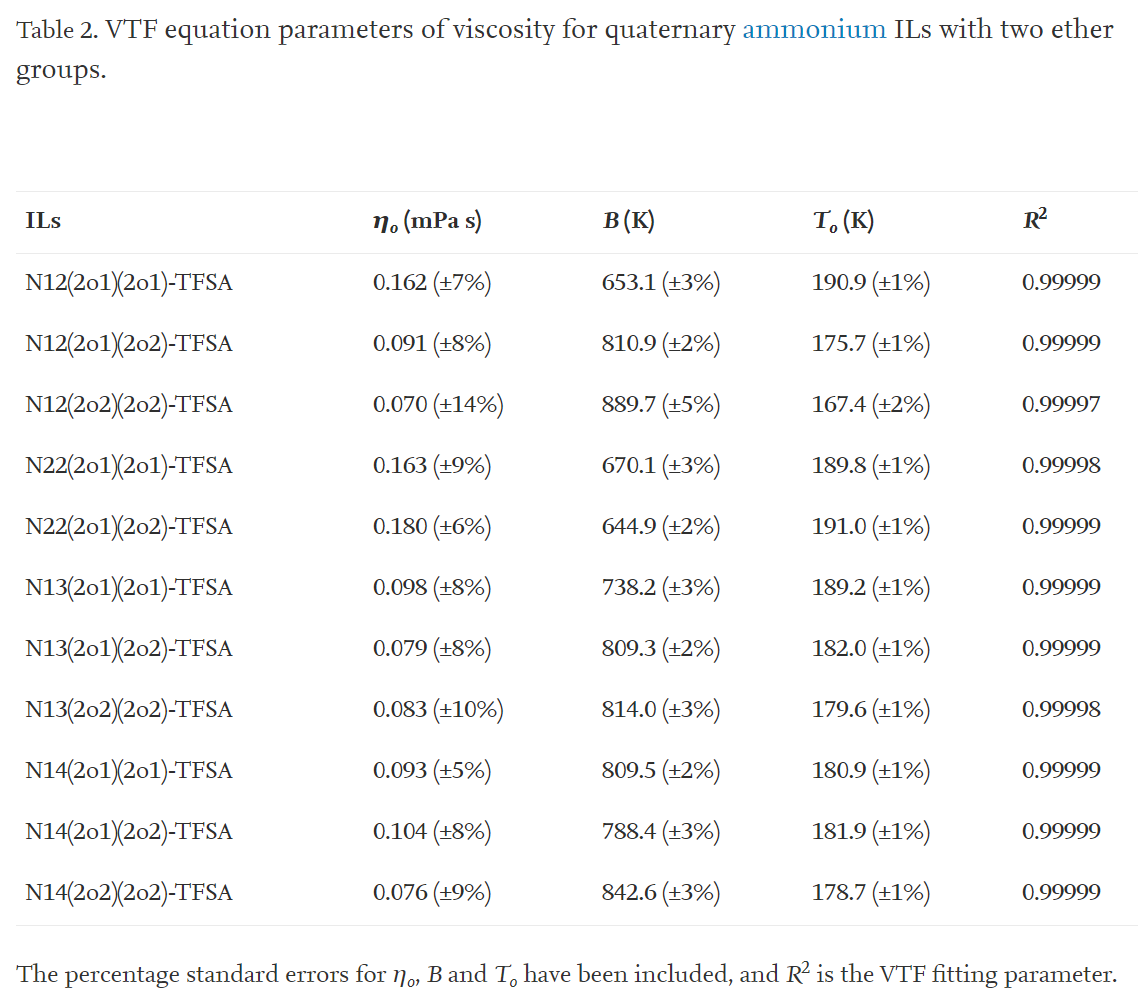 Table 2. VTF equation parameters of viscosity for quaternary ammonium ILs with two ether
groups.
ILs ηₒ (mPa s) B (K) Tₒ (K) R²
N12(2o1)(2o1)-TFSA 0.162 (±7%) 653.1 (±3%) 190.9 (±1%) 0.99999
N12(2o1)(2o2)-TFSA 0.091 (±8%) 810.9 (±2%) 175.7 (±1%) 0.99999
N12(2o2)(2o2)-TFSA 0.070 (±14%) 889.7 (±5%) 167.4 (±2%) 0.99997
N22(2o1)(2o1)-TFSA 0.163 (±9%) 670.1 (±3%) 189.8 (±1%) 0.99998
N22(2o1)(2o2)-TFSA 0.180 (±6%) 644.9 (±2%) 191.0 (±1%) 0.99999
N13(2o1)(2o1)-TFSA 0.098 (±8%) 738.2 (±3%) 189.2 (±1%) 0.99999
N13(2o1)(2o2)-TFSA 0.079 (±8%) 809.3 (±2%) 182.0 (±1%) 0.99999
N13(2o2)(2o2)-TFSA 0.083 (±10%) 814.0 (±3%) 179.6 (±1%) 0.99998
N14(2o1)(2o1)-TFSA 0.093 (±5%) 809.5 (±2%) 180.9 (±1%) 0.99999
N14(2o1)(2o2)-TFSA 0.104 (±8%) 788.4 (±3%) 181.9 (±1%) 0.99999
N14(2o2)(2o2)-TFSA 0.076 (±9%) 842.6 (±3%) 178.7 (±1%) 0.99999
The percentage standard errors for ηₒ, B and Tₒ have been included, and R² is the VTF fitting parameter.